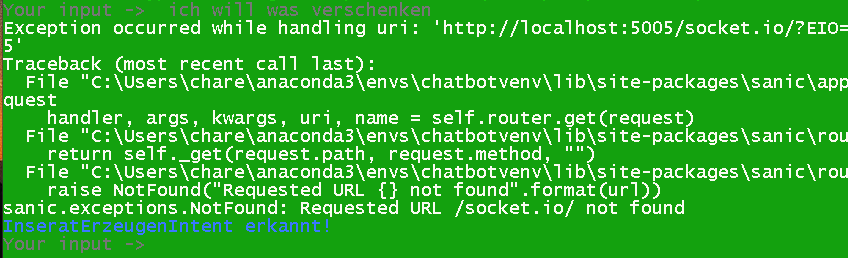 Your input ->  ich will was verschenken
Exception occurred while handling uri: 'http://localhost:5005/socket.io/?EIO=
5'
Traceback (most recent call last):
  File "C:\Users\chare\anaconda3\envs\chatbotvenv\lib\site-packages\sanic\app
quest
    handler, args, kwargs, uri, name = self.router.get(request)
  File "C:\Users\chare\anaconda3\envs\chatbotvenv\lib\site-packages\sanic\rou
    return self._get(request.path, request.method, "")
  File "C:\Users\chare\anaconda3\envs\chatbotvenv\lib\site-packages\sanic\rou
    raise NotFound("Requested URL {} not found".format(url))
sanic.exceptions.NotFound: Requested URL /socket.io/ not found
InseratErzeugenIntent erkannt!
Your input ->